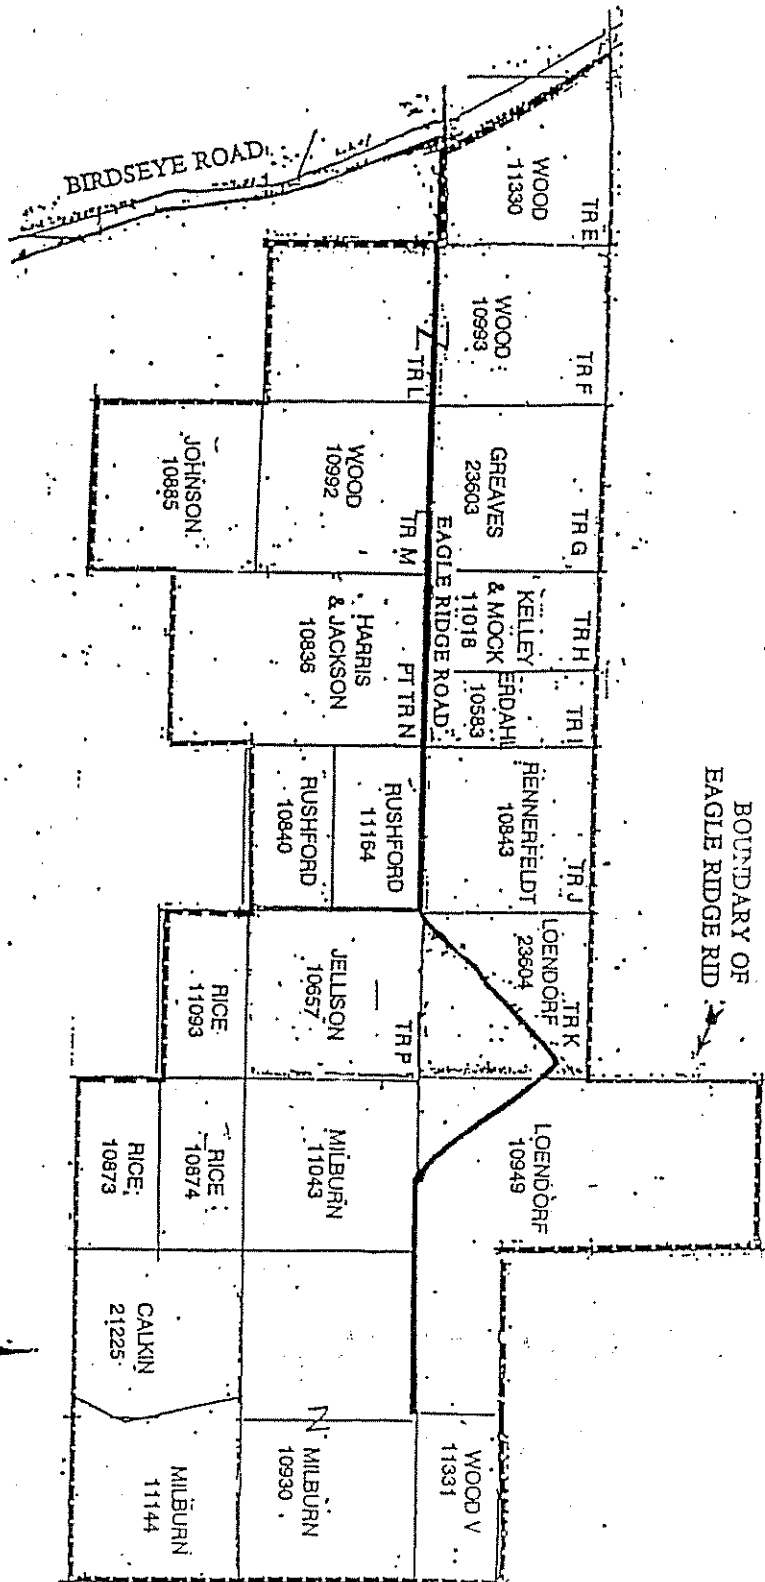 BOUNDARY OF
EAGLE RIDGE RID
BIRDSEYE ROAD
TR E
WOOD
11330
TR F
WOOD
10993
TR G
GREAVES
23603
TR H
KELLEY
& MOCK
11018
TR I
ERDAHL
10583
TR J
RENNERFELDT
10843
TR K
LOENDORF
23604
LOENDORF
10949
WOOD V
11331
EAGLE RIDGE ROAD
TR L
TR M
WOOD
10992
PT TR N
HARRIS
& JACKSON
10836
RUSHFORD
11164
RUSHFORD
10840
TR P
JELLISON
10657
MILBURN
11043
MILBURN
10930
JOHNSON
10885
RICE
11093
RICE
10674
RICE
10873
CALKIN
21225
MILBURN
11144